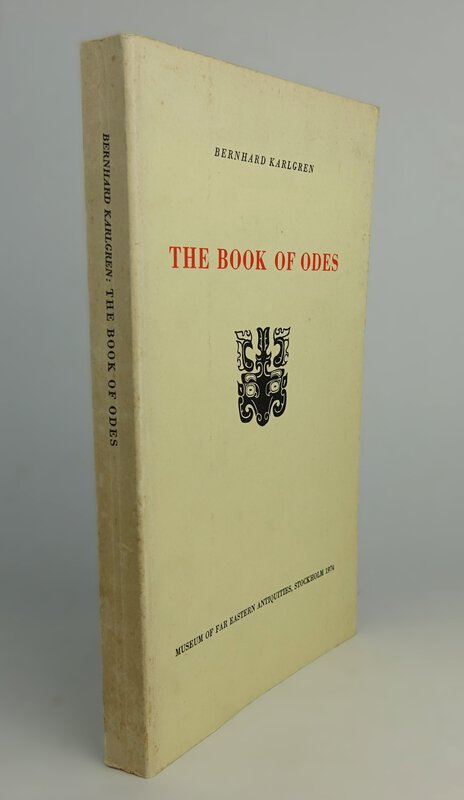 BERNHARD KARLGREN: THE BOOK OF ODES
BERNHARD KARLGREN
THE BOOK OF ODES
MUSEUM OF FAR EASTERN ANTIQUITIES, STOCKHOLM 1974